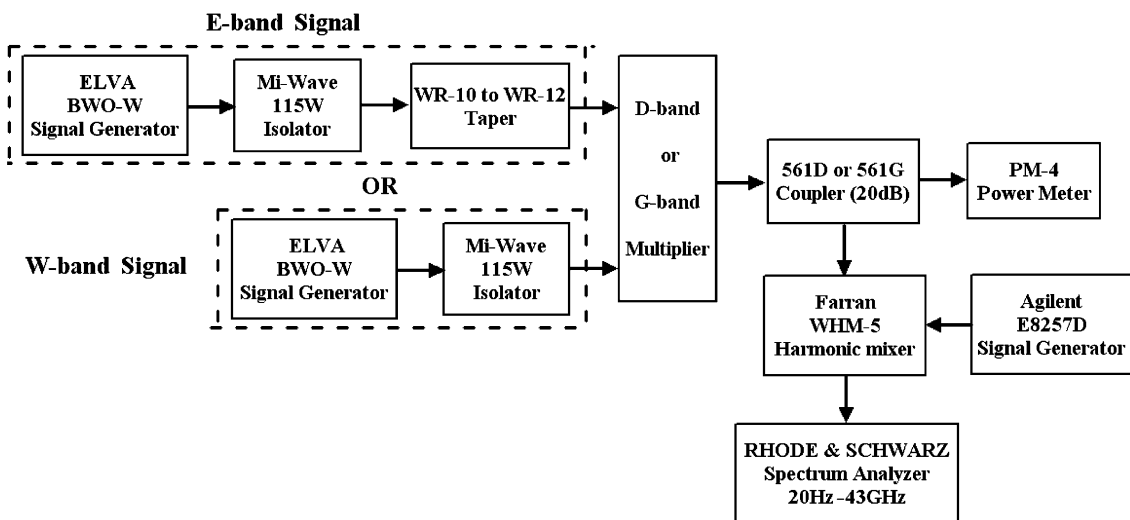 E-band Signal
ELVA
BWO-W
Signal Generator
Mi-Wave
115W
Isolator
WR-10 to WR-12
Taper
OR
W-band Signal
ELVA
BWO-W
Signal Generator
Mi-Wave
115W
Isolator
D-band
or
G-band
Multiplier
561D or 561G
Coupler (20dB)
PM-4
Power Meter
Farran
WHM-5
Harmonic mixer
Agilent
E8257D
Signal Generator
RHODE & SCHWARZ
Spectrum Analyzer
20Hz-43GHz